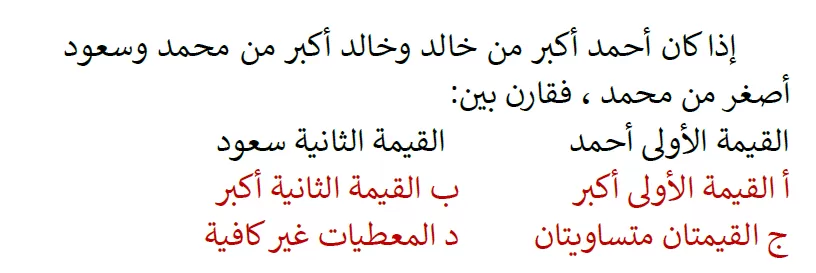 إذا كان أحمد أكبر من خالد وخالد أكبر من محمد وسعود
أصغر من محمد ، فقارن بين:
القيمة الأولى أحمد القيمة الثانية سعود
أ القيمة الأولى أكبر ب القيمة الثانية أكبر
ج القيمتان متساويتان د المعطيات غير كافية